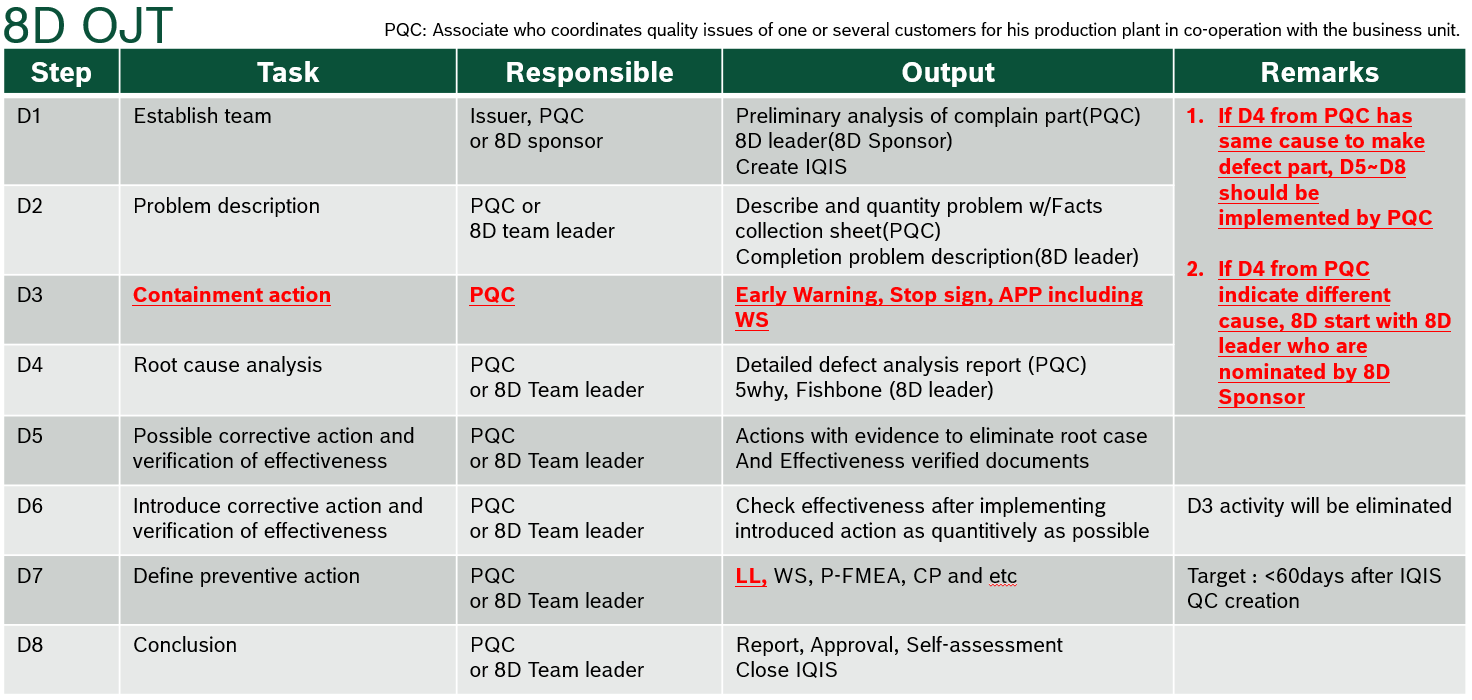 8D OJT
PQC: Associate who coordinates quality issues of one or several customers for his production plant in co-operation with the business unit.
Step
Task
Responsible
Output
Remarks
D1
Establish team
Issuer, PQC
or 8D sponsor
Preliminary analysis of complain part(PQC)
8D leader(8D Sponsor)
Create IQIS
1. If D4 from PQC has
same cause to make
defect part, D5~D8
should be
implemented by PQC
2. If D4 from PQC
indicate different
cause, 8D start with 8D
leader who are
nominated by 8D
Sponsor
D2
Problem description
PQC or
8D team leader
Describe and quantity problem w/Facts
collection sheet(PQC)
Completion problem description(8D leader)
D3
Containment action
PQC
Early Warning, Stop sign, APP including
WS
D4
Root cause analysis
PQC
or 8D Team leader
Detailed defect analysis report (PQC)
5why, Fishbone (8D leader)
D5
Possible corrective action and
verification of effectiveness
PQC
or 8D Team leader
Actions with evidence to eliminate root case
And Effectiveness verified documents
D6
Introduce corrective action and
verification of effectiveness
PQC
or 8D Team leader
Check effectiveness after implementing
introduced action as quantitively as possible
D3 activity will be eliminated
D7
Define preventive action
PQC
or 8D Team leader
LL, WS, P-FMEA, CP and etc
Target : <60days after IQIS
QC creation
D8
Conclusion
PQC
or 8D Team leader
Report, Approval, Self-assessment
Close IQIS